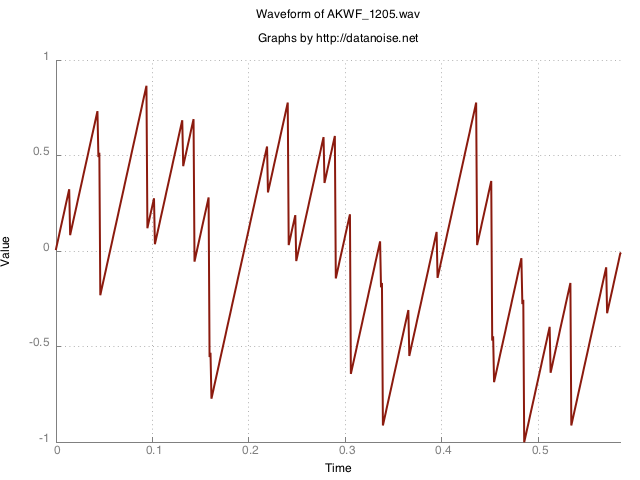 Waveform of AKWF_1205.wav
Graphs by http://datanoise.net
1
0.5
0
-0.5
-1
Value
0 0.1 0.2 0.3 0.4 0.5
Time